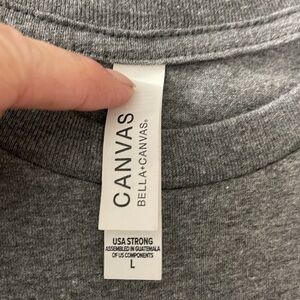 CANVAS
BELLA+CANVAS®
USA STRONG
ASSEMBLED IN GUATEMALA
OF US COMPONENTS
L